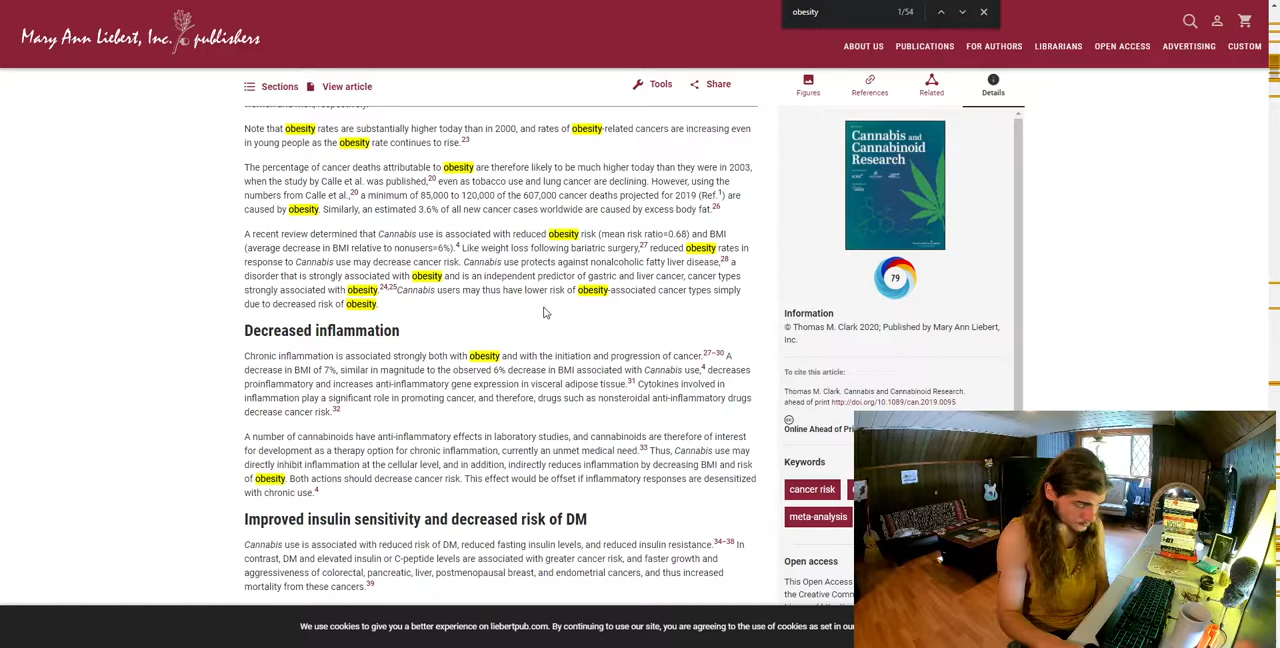 obesity
1/54
Mary Ann Liebert, Inc. publishers
ABOUT US PUBLICATIONS FOR AUTHORS LIBRARIANS OPEN ACCESS ADVERTISING CUSTOM
Sections View article Tools Share
Figures References Related Details
Note that obesity rates are substantially higher today than in 2000, and rates of obesity-related cancers are increasing even
in young people as the obesity rate continues to rise.23
The percentage of cancer deaths attributable to obesity are therefore likely to be much higher today than they were in 2003,
when the study by Calle et al. was published,20 even as tobacco use and lung cancer are declining. However, using the
numbers from Calle et al.,20 a minimum of 85,000 to 120,000 of the 607,000 cancer deaths projected for 2019 (Ref.1) are
caused by obesity. Similarly, an estimated 3.6% of all new cancer cases worldwide are caused by excess body fat.26
A recent review determined that Cannabis use is associated with reduced obesity risk (mean risk ratio=0.68) and BMI
(average decrease in BMI relative to nonusers=6%).4 Like weight loss following bariatric surgery,27 reduced obesity rates in
response to Cannabis use may decrease cancer risk. Cannabis use protects against nonalcoholic fatty liver disease,28 a
disorder that is strongly associated with obesity and is an independent predictor of gastric and liver cancer, cancer types
strongly associated with obesity.24,25 Cannabis users may thus have lower risk of obesity-associated cancer types simply
due to decreased risk of obesity.
Decreased inflammation
Chronic inflammation is associated strongly both with obesity and with the initiation and progression of cancer.27–30 A
decrease in BMI of 7%, similar in magnitude to the observed 6% decrease in BMI associated with Cannabis use,4 decreases
proinflammatory and increases anti-inflammatory gene expression in visceral adipose tissue.31 Cytokines involved in
inflammation play a significant role in promoting cancer, and therefore, drugs such as nonsteroidal anti-inflammatory drugs
decrease cancer risk.32
A number of cannabinoids have anti-inflammatory effects in laboratory studies, and cannabinoids are therefore of interest
for development as a therapy option for chronic inflammation, currently an unmet medical need.33 Thus, Cannabis use may
directly inhibit inflammation at the cellular level, and in addition, indirectly reduces inflammation by decreasing BMI and risk
of obesity. Both actions should decrease cancer risk. This effect would be offset if inflammatory responses are desensitized
with chronic use.4
Improved insulin sensitivity and decreased risk of DM
Cannabis use is associated with reduced risk of DM, reduced fasting insulin levels, and reduced insulin resistance.34–38 In
contrast, DM and elevated insulin or C-peptide levels are associated with greater cancer risk, and faster growth and
aggressiveness of colorectal, pancreatic, liver, postmenopausal breast, and endometrial cancers, and thus increased
mortality from these cancers.39
Cannabis and
Cannabinoid
Research
79
Information
© Thomas M. Clark 2020; Published by Mary Ann Liebert,
Inc.
To cite this article:
Thomas M. Clark. Cannabis and Cannabinoid Research.
ahead of print http://doi.org/10.1089/can.2019.0095
Online Ahead of Pri
Keywords
cancer risk
meta-analysis
Open access
This Open Access
the Creative Comm
We use cookies to give you a better experience on liebertpub.com. By continuing to use our site, you are agreeing to the use of cookies as set in our